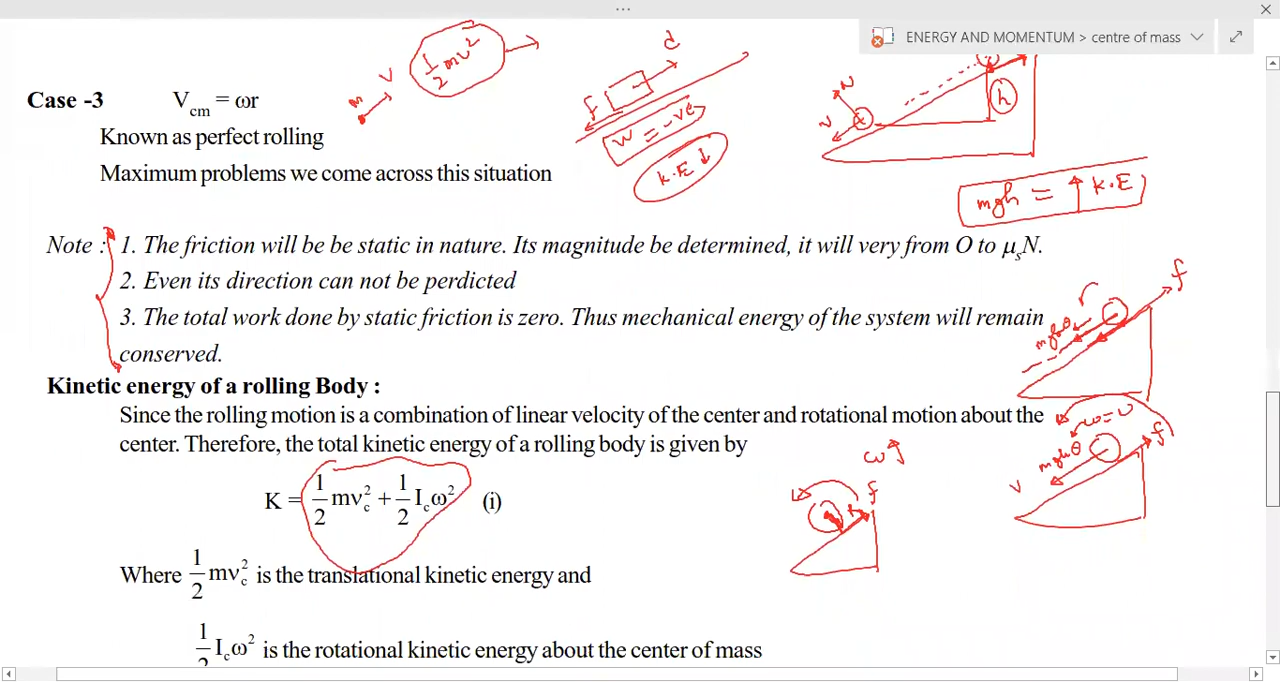 ENERGY AND MOMENTUM > centre of mass
M V 1/2 mv²
d
f
W = -ve
K.E ↓
N
v
h
mgh = ↑ K.E
Case -3 V_cm = ωr
Known as perfect rolling
Maximum problems we come across this situation
Note : 1. The friction will be be static in nature. Its magnitude be determined, it will very from O to μ_sN.
2. Even its direction can not be perdicted
3. The total work done by static friction is zero. Thus mechanical energy of the system will remain
conserved.
f
Kinetic energy of a rolling Body :
Since the rolling motion is a combination of linear velocity of the center and rotational motion about the
center. Therefore, the total kinetic energy of a rolling body is given by
f
v
ω↑
f
K = 1/2 mv_c² + 1/2 I_cω² (i)
Where 1/2 mv_c² is the translational kinetic energy and
1/2 I_cω² is the rotational kinetic energy about the center of mass